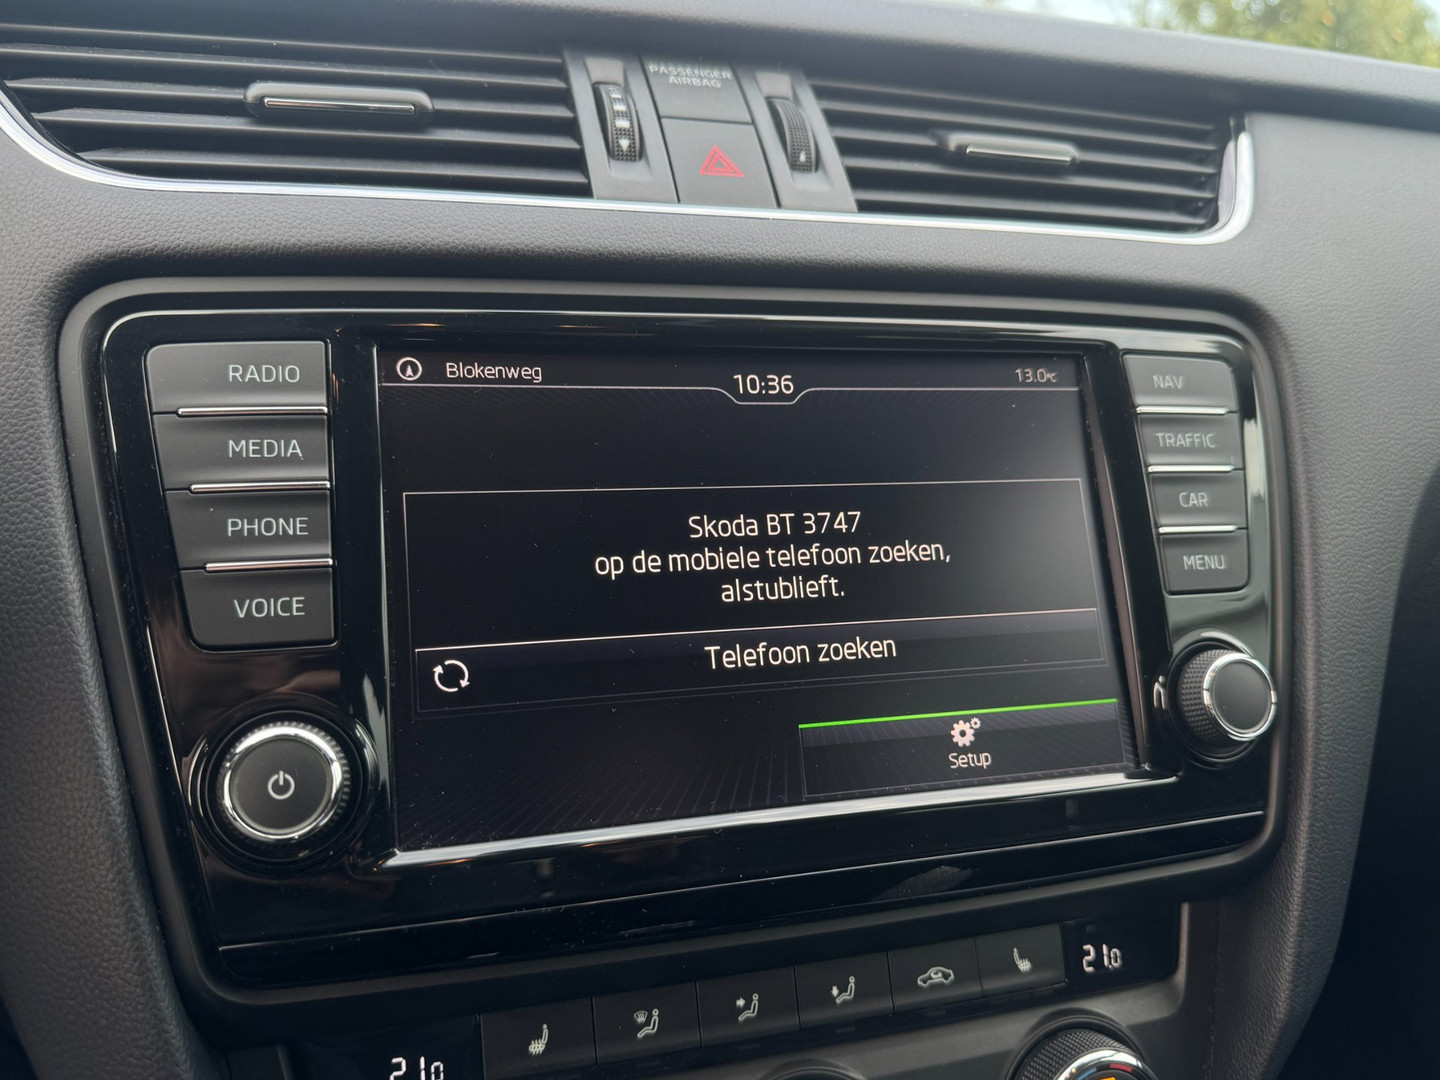 PASSENGER
AIRBAG
RADIO
MEDIA
PHONE
VOICE
Blokenweg
10:36
13.0°C
Skoda BT 3747
op de mobiele telefoon zoeken,
alstublieft.
Telefoon zoeken
Setup
NAV
TRAFFIC
CAR
MENU
21.0
21.0